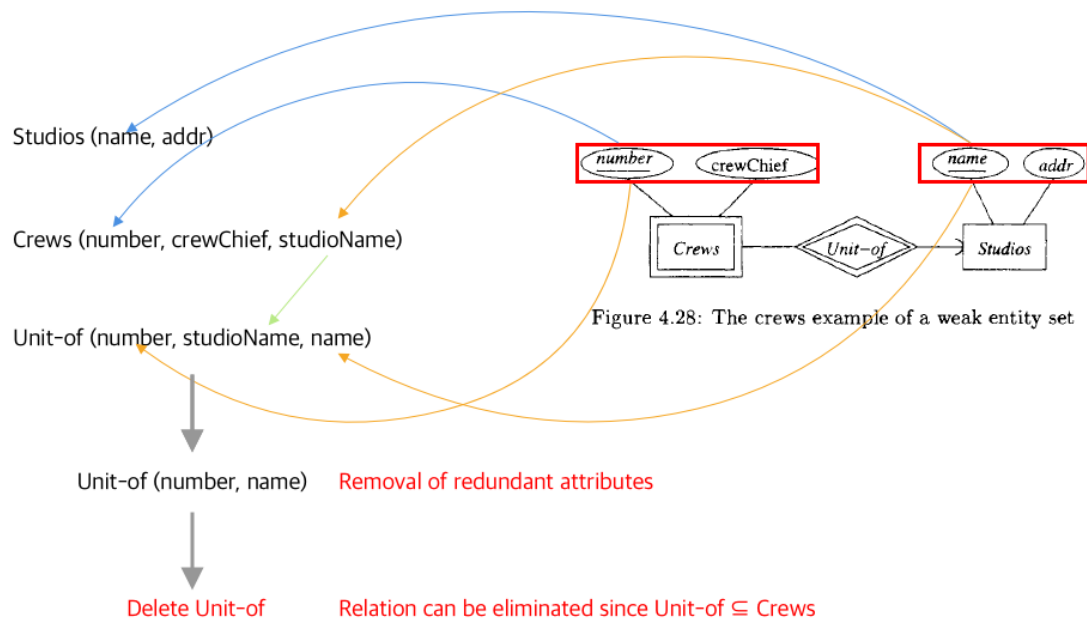 Studios (name, addr)
number
crewChief
name
addr
Crews (number, crewChief, studioName)
Crews
Unit-of
Studios
Figure 4.28: The crews example of a weak entity set
Unit-of (number, studioName, name)
Unit-of (number, name)
Removal of redundant attributes
Delete Unit-of
Relation can be eliminated since Unit-of ⊆ Crews